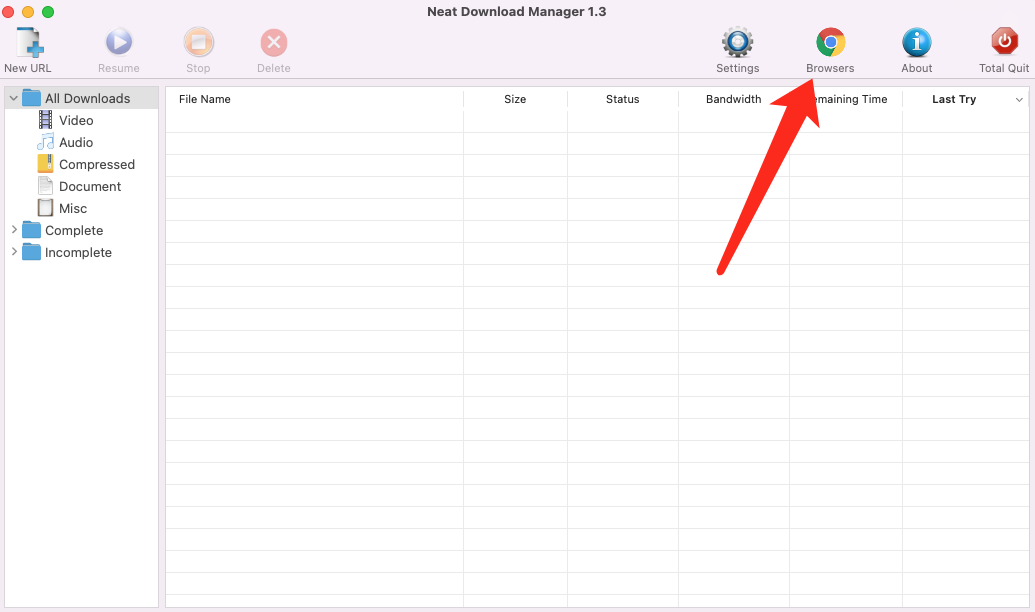 Neat Download Manager 1.3
New URL Resume Stop Delete Settings Browsers About Total Quit
File Name Size Status Bandwidth emaining Time Last Try
All Downloads
Video
Audio
Compressed
Document
Misc
Complete
Incomplete